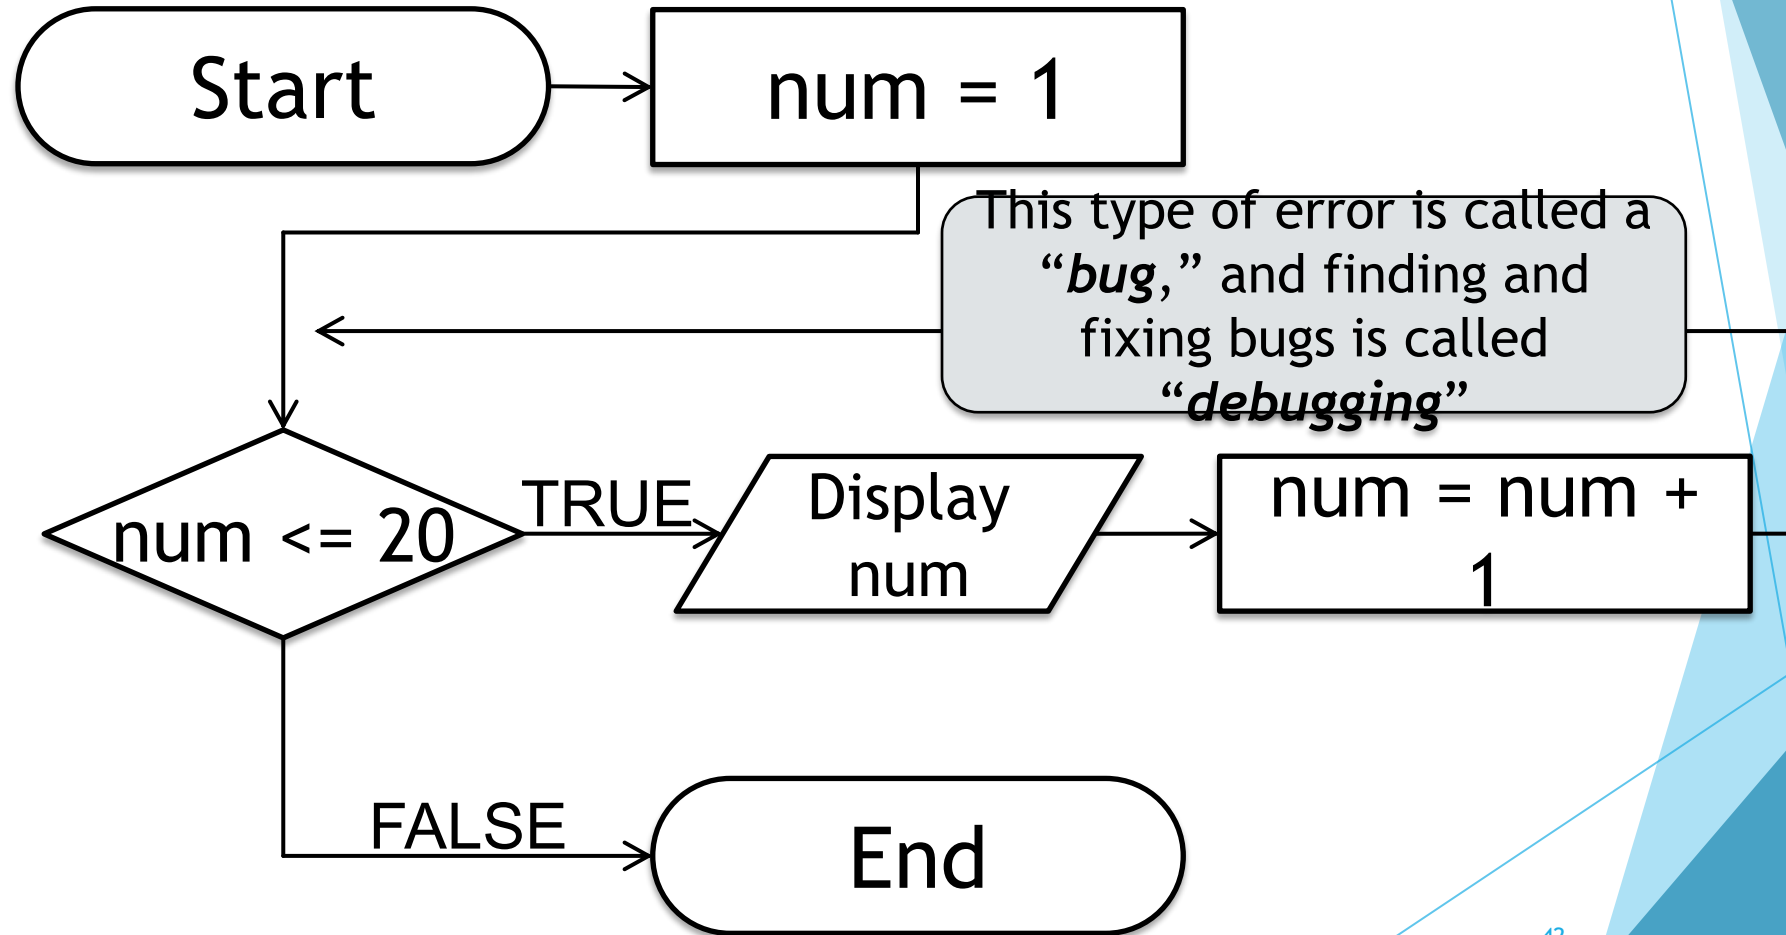 Start
num = 1
This type of error is called a
“bug,” and finding and
fixing bugs is called
“debugging”
num <= 20
TRUE
Display
num
num = num +
1
FALSE
End